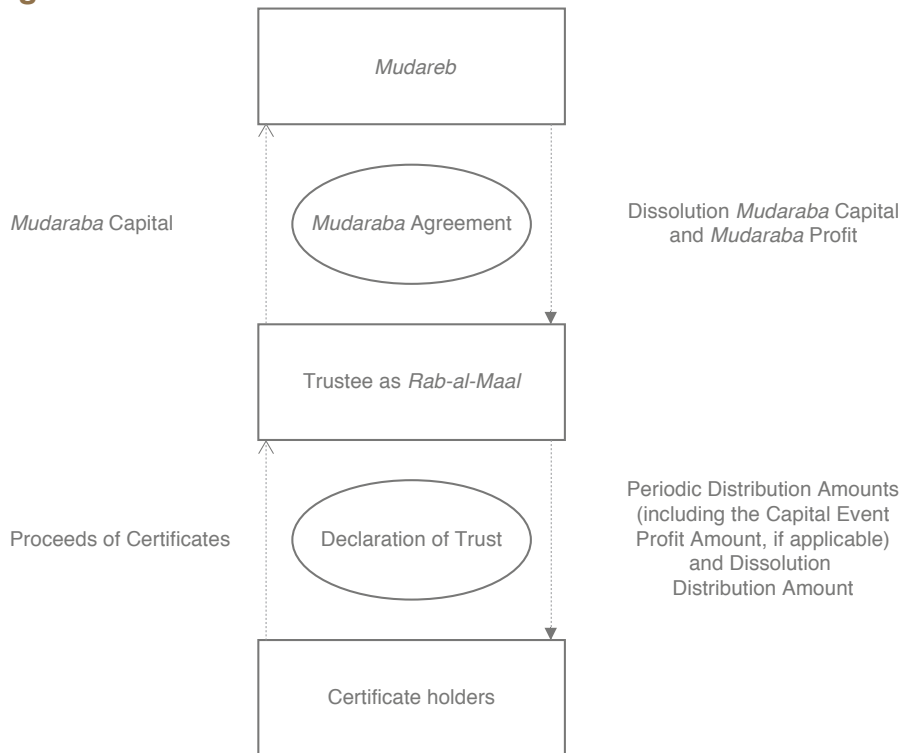 Mudareb
Mudaraba Capital
Mudaraba Agreement
Dissolution Mudaraba Capital
and Mudaraba Profit
Trustee as Rab-al-Maal
Proceeds of Certificates
Declaration of Trust
Periodic Distribution Amounts
(including the Capital Event
Profit Amount, if applicable)
and Dissolution
Distribution Amount
Certificate holders